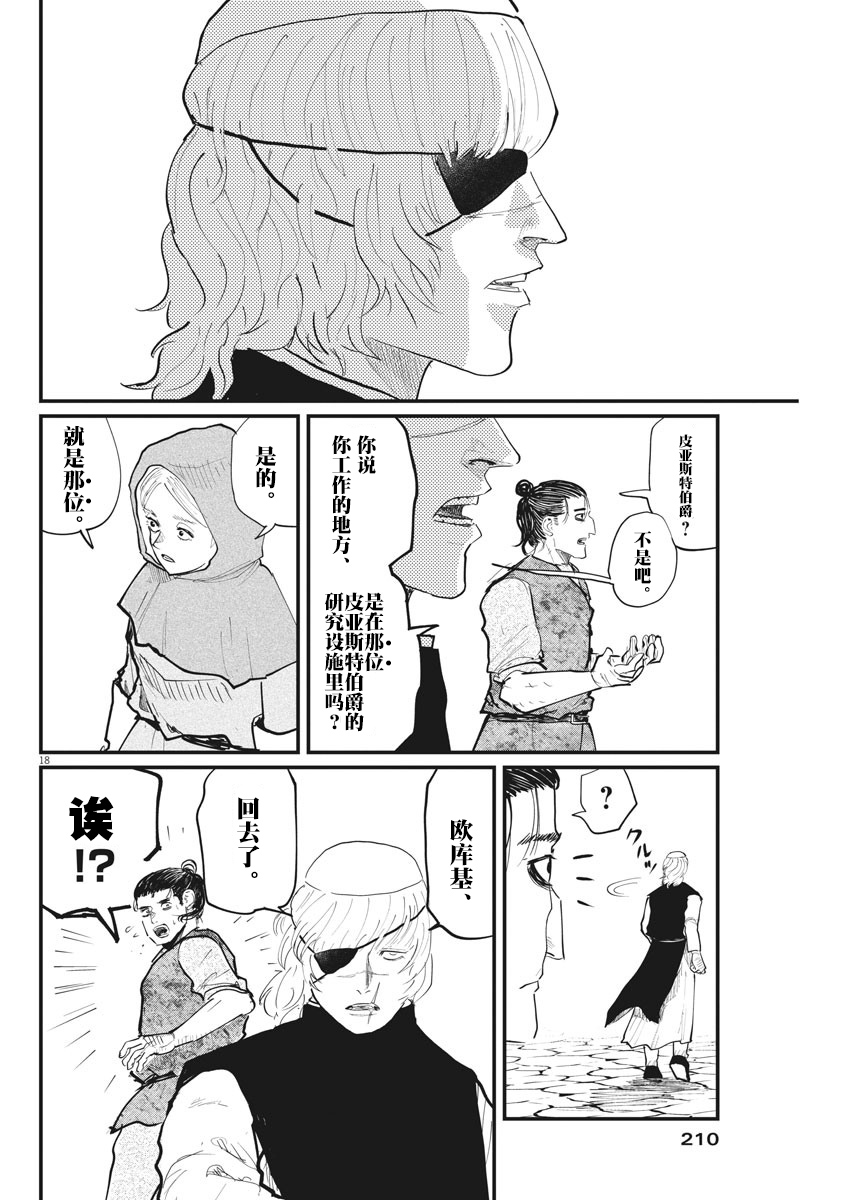 皮亚斯特伯爵？
不是吧。
你说
你工作的地方、
是在那位
皮亚斯特伯爵的
研究设施里吗？
是的。
就是那位。
18
？
クルッ
欧库基、
回去了。
诶
!?
210